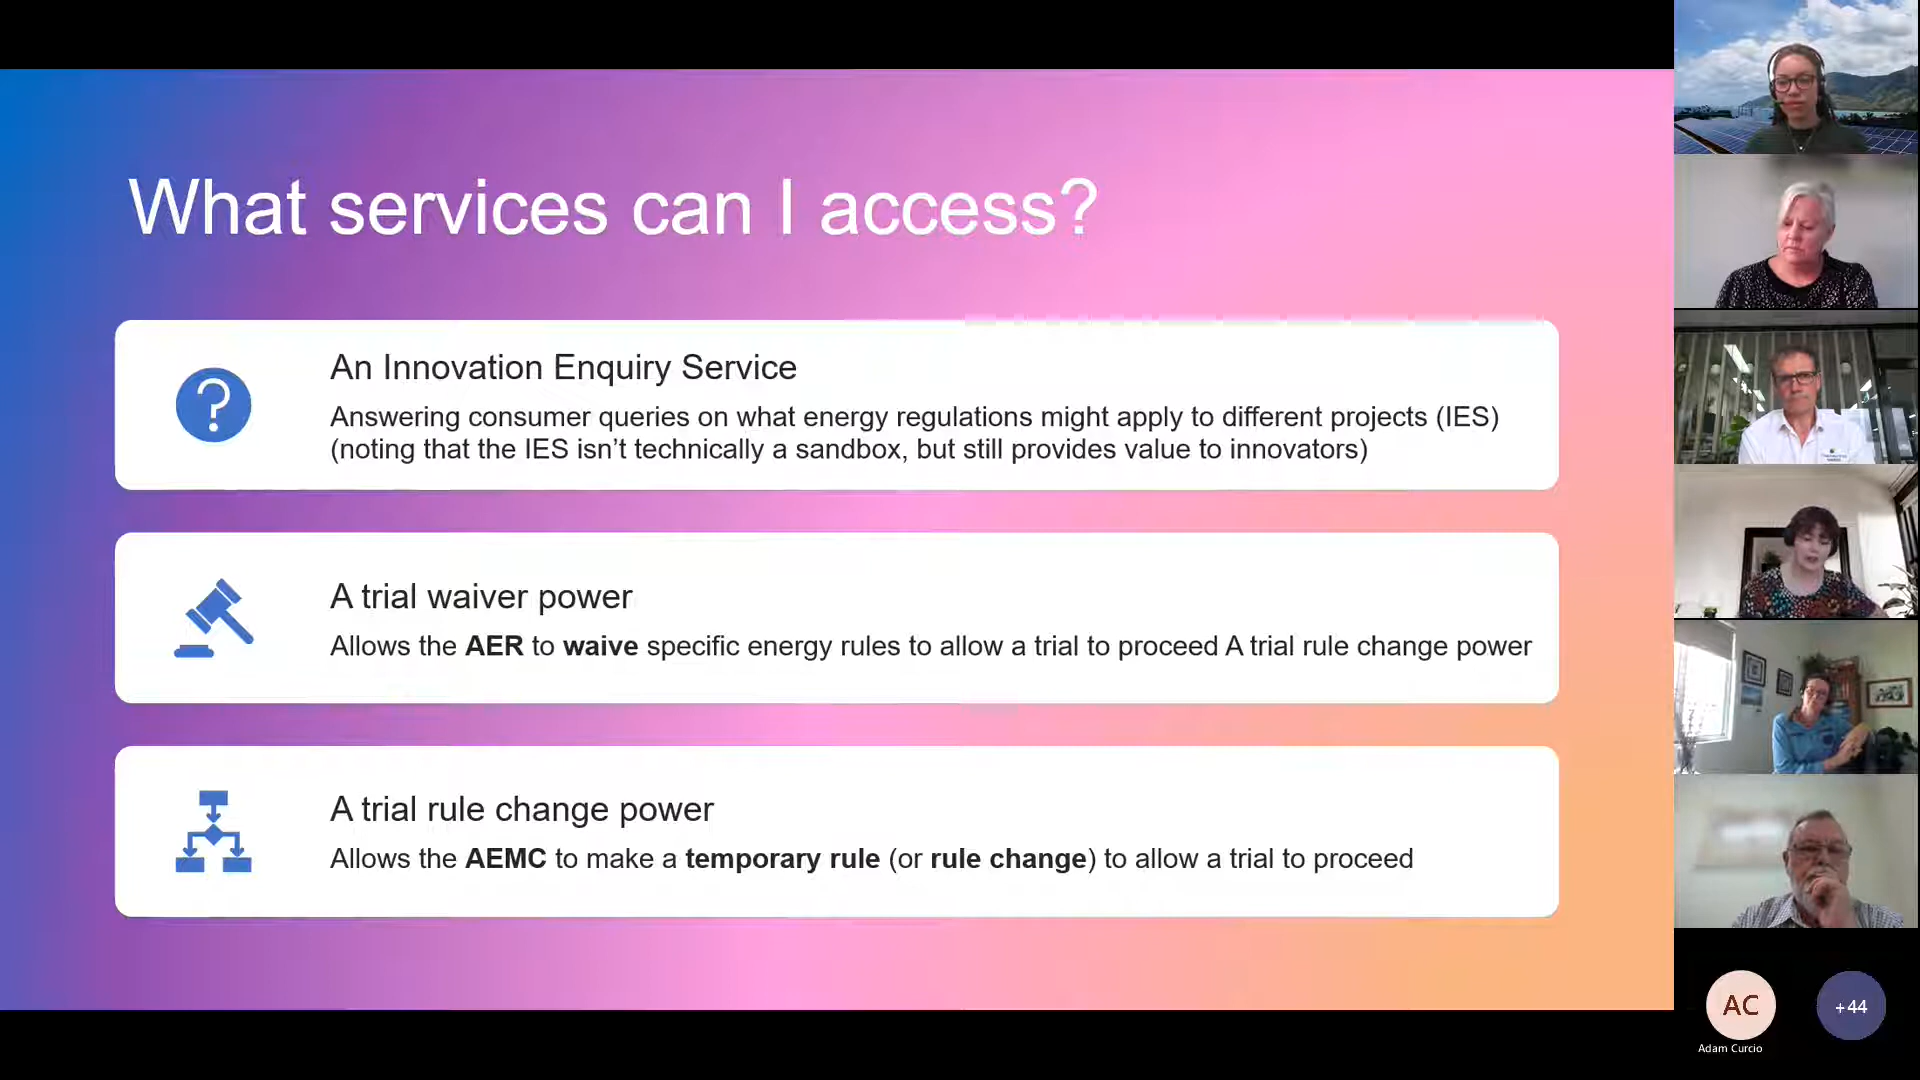 What services can I access?
An Innovation Enquiry Service
Answering consumer queries on what energy regulations might apply to different projects (IES)
(noting that the IES isn’t technically a sandbox, but still provides value to innovators)
A trial waiver power
Allows the AER to waive specific energy rules to allow a trial to proceed A trial rule change power
A trial rule change power
Allows the AEMC to make a temporary rule (or rule change) to allow a trial to proceed
AC
+44
Adam Curcio